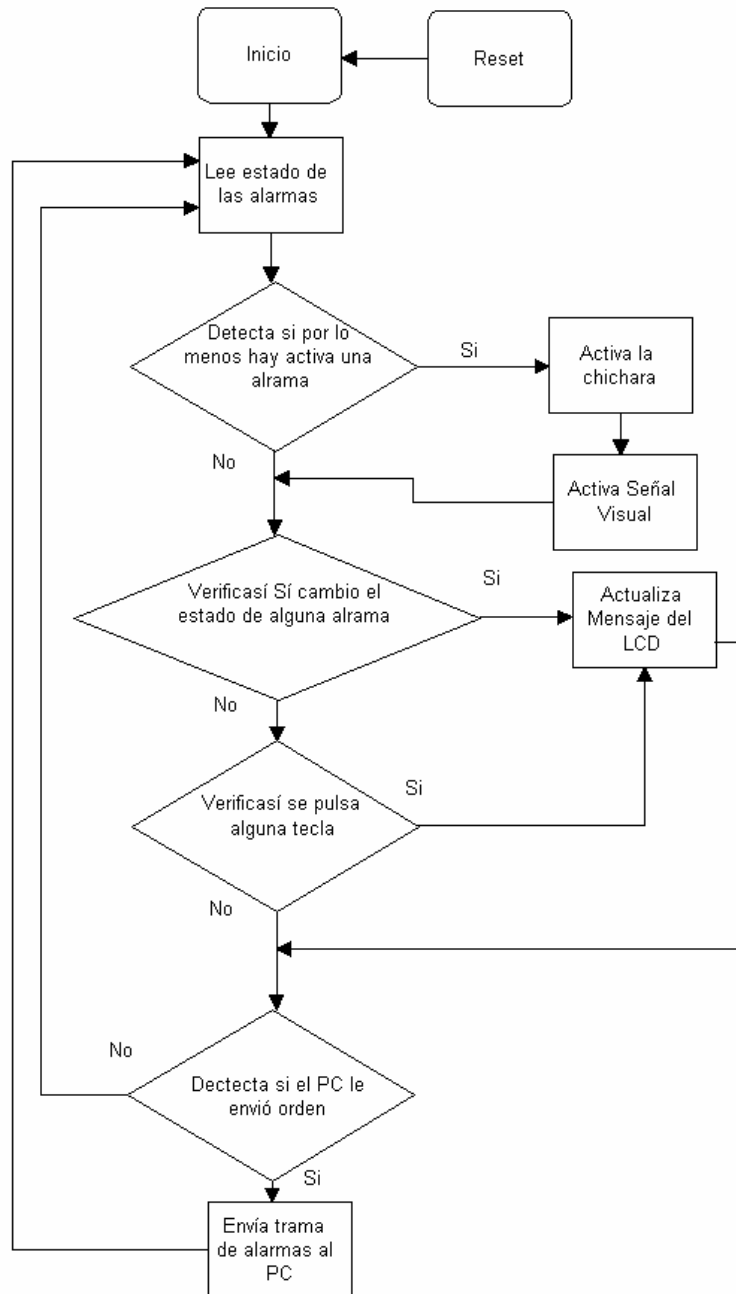 Inicio
Reset
Lee estado de
las alarmas
Detecta si por lo
menos hay activa una
alrama
Si
Activa la
chichara
No
Activa Señal
Visual
Verificasí Sí cambio el
estado de alguna alrama
Si
Actualiza
Mensaje del
LCD
No
Verificasí se pulsa
alguna tecla
Si
No
No
Dectecta si el PC le
envió orden
Si
Envía trama
de alarmas al
PC